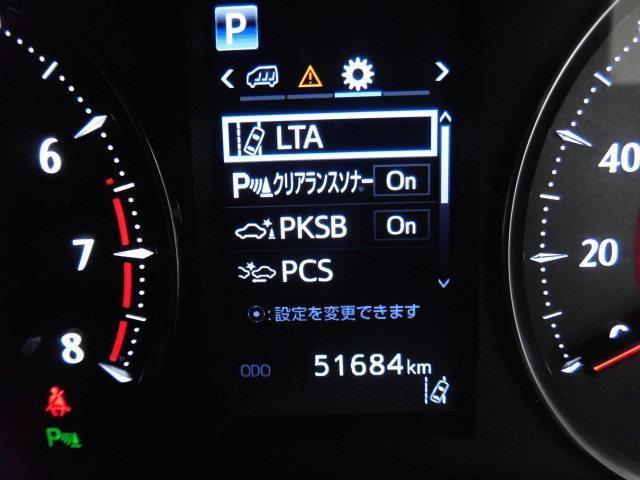 P
LTA
P クリアランスソナー On
PKSB On
PCS
:設定を変更できます
ODO 51684km
6
7
8
40
20
P